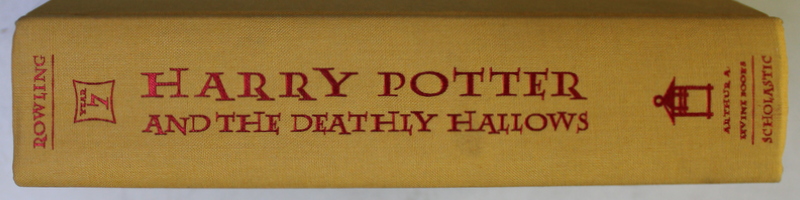 ROWLING
YEAR
7
HARRY POTTER
AND THE DEATHLY HALLOWS
ARTHUR A.
LEVINE BOOKS
SCHOLASTIC